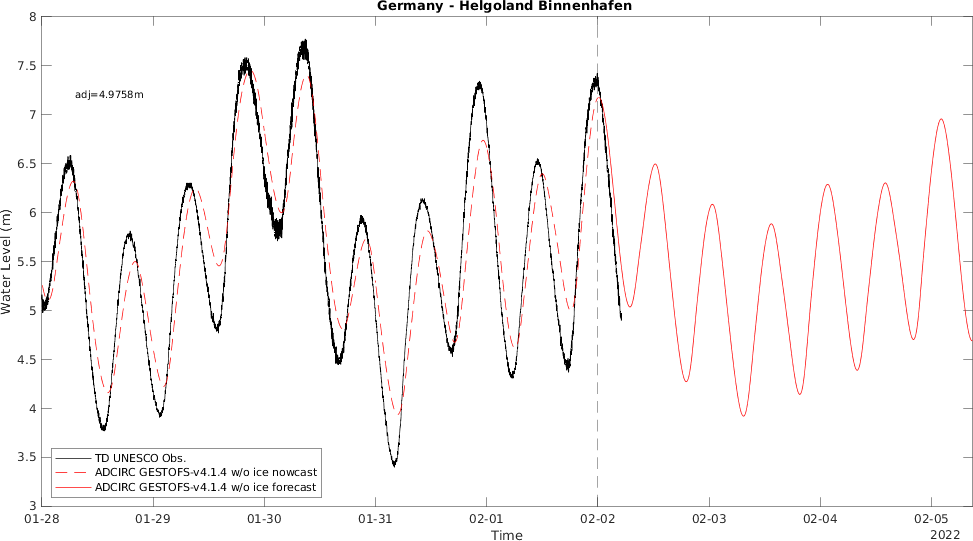 Germany - Helgoland Binnenhafen
8
7.5
7
6.5
6
5.5
5
4.5
4
3.5
3
Water Level (m)
adj=4.9758m
TD UNESCO Obs.
ADCIRC GESTOFS-v4.1.4 w/o ice nowcast
ADCIRC GESTOFS-v4.1.4 w/o ice forecast
01-28 01-29 01-30 01-31 02-01 02-02 02-03 02-04 02-05
Time
2022